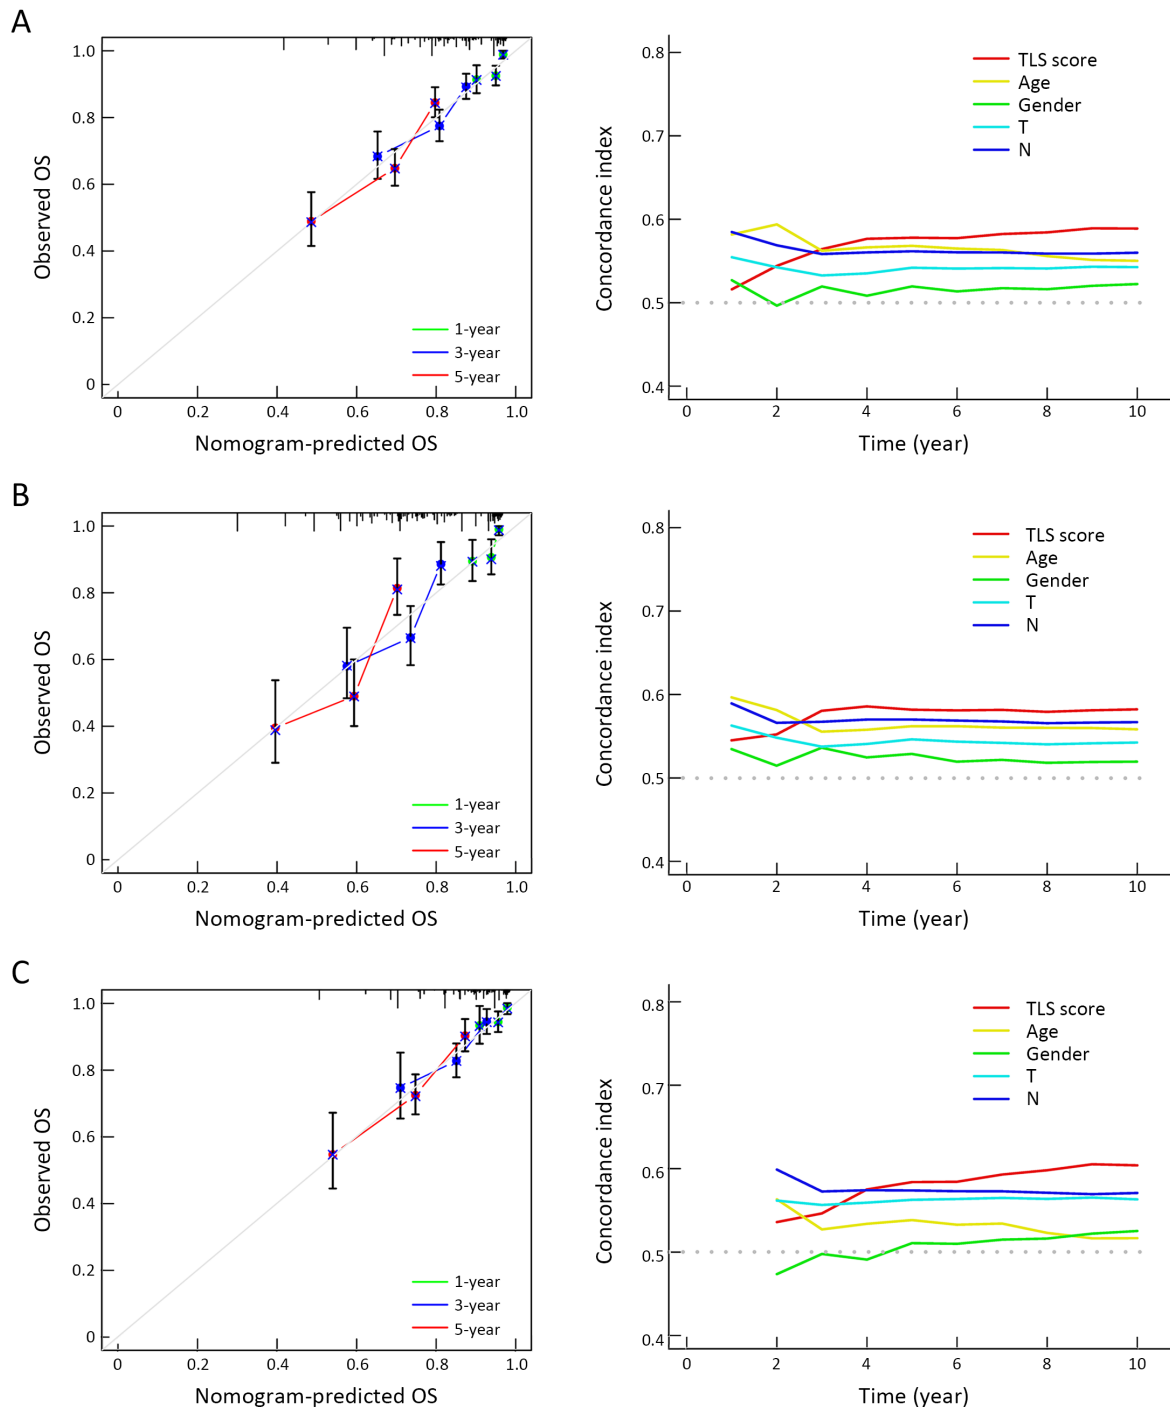 A
Observed OS
1.0
0.8
0.6
0.4
0.2
0
0 0.2 0.4 0.6 0.8 1.0
Nomogram-predicted OS
1-year
3-year
5-year
Concordance index
0.8
0.7
0.6
0.5
0.4
0 2 4 6 8 10
Time (year)
TLS score
Age
Gender
T
N
B
Observed OS
1.0
0.8
0.6
0.4
0.2
0
0 0.2 0.4 0.6 0.8 1.0
Nomogram-predicted OS
1-year
3-year
5-year
Concordance index
0.8
0.7
0.6
0.5
0.4
0 2 4 6 8 10
Time (year)
TLS score
Age
Gender
T
N
C
Observed OS
1.0
0.8
0.6
0.4
0.2
0
0 0.2 0.4 0.6 0.8 1.0
Nomogram-predicted OS
1-year
3-year
5-year
Concordance index
0.8
0.7
0.6
0.5
0.4
0 2 4 6 8 10
Time (year)
TLS score
Age
Gender
T
N